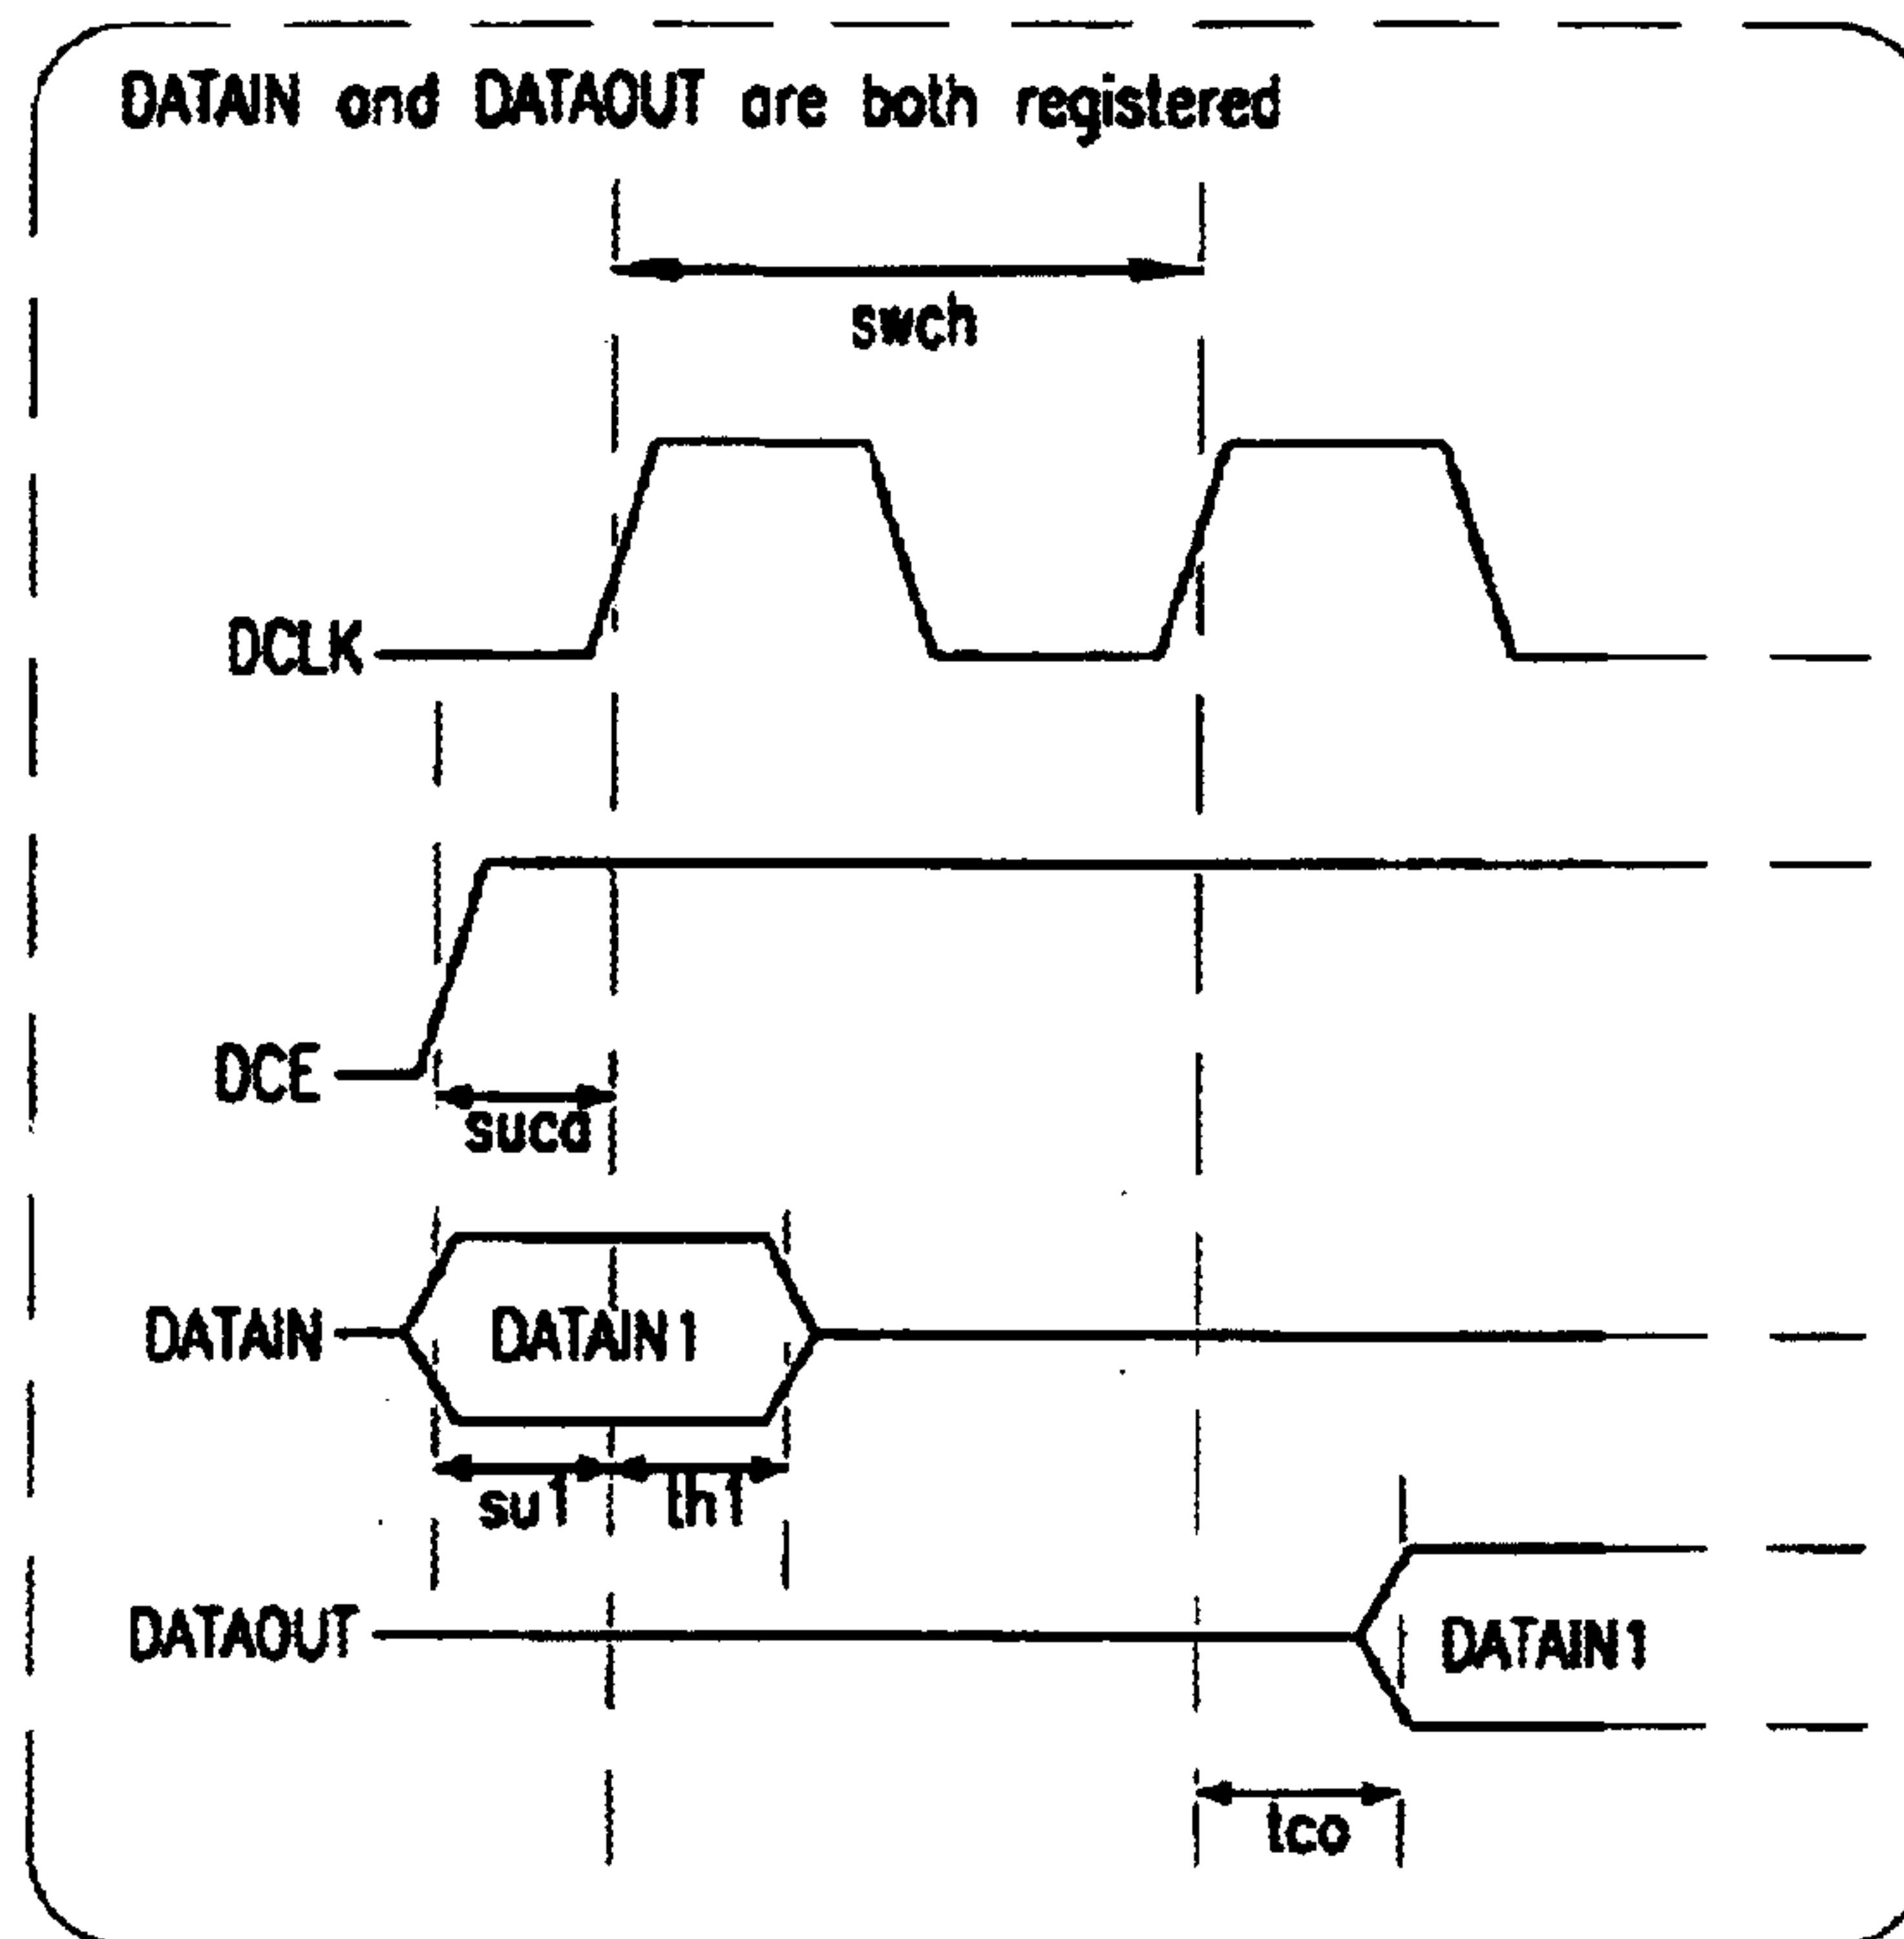 DATAIN and DATAOUT are both registered
swch
DCLK
DCE
suca
DATAIN
DATAIN1
su1
th1
DATAOUT
DATAIN1
tco